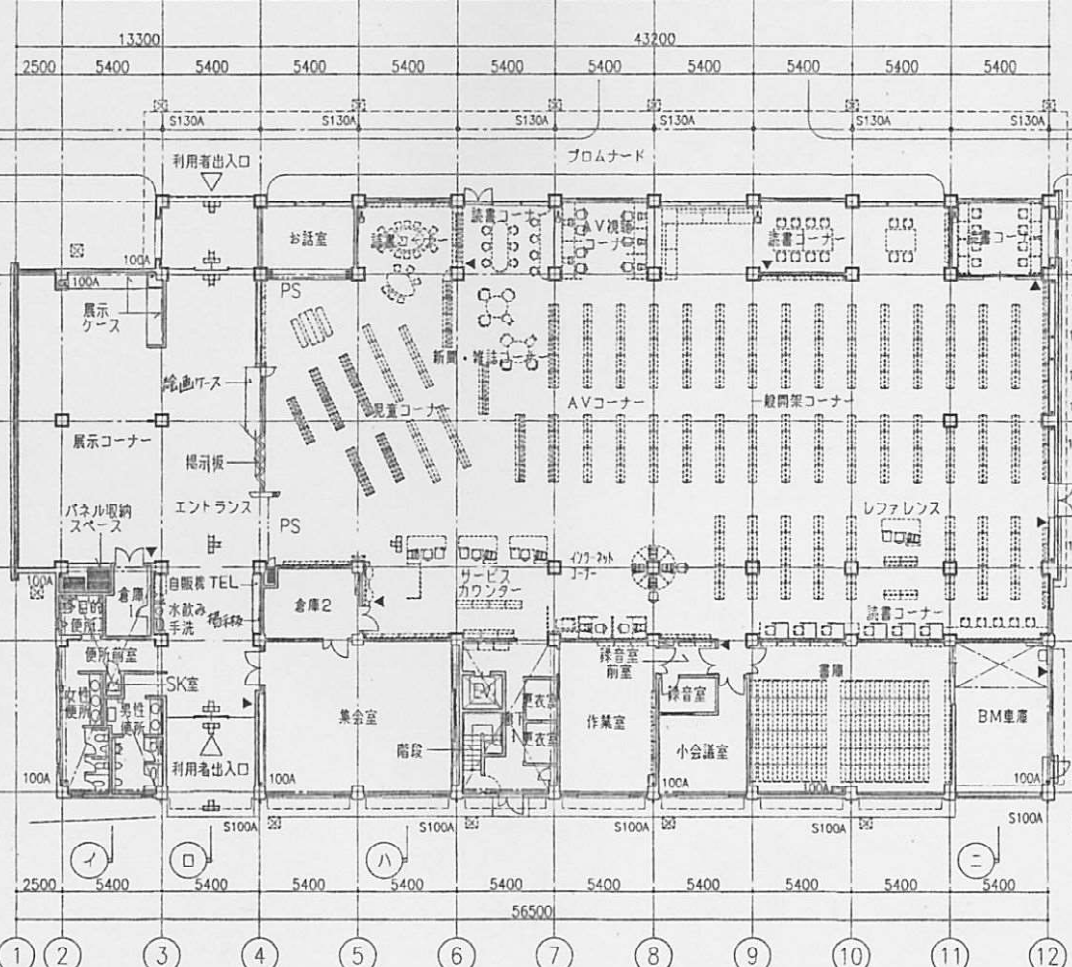 13300 43200
2500 5400 5400 5400 5400 5400 5400 5400 5400 5400 5400
S130A S130A S130A S130A S130A S130A
プロムナード
利用者出入口
お話室
読書コーナー
読書コーナー
AV視聴
コーナー
読書コーナー
読書コー
100A
100A
展示
ケース
PS
絵画ケース
新聞・雑誌コーナー
児童コーナー
AVコーナー
一般開架コーナー
展示コーナー
掲示板
エントランス
パネル収納
スペース
PS
レファレンス
インターネット
コーナー
サービス
カウンター
100A
自販機 TEL
倉庫
1
倉庫2
水飲み
手洗
多目的
便所
読書コーナー
便所前室
SK室
録音室
前室
書庫
女性
便所
男性
便所
集会室
更衣室
廊下
1
更衣室
作業室
録音室
BM車庫
階段
小会議室
利用者出入口
100A 100A 100A 100A 100A
S100A S100A S100A S100A S100A
イ ロ ハ ニ
2500 5400 5400 5400 5400 5400 5400 5400 5400 5400 5400
56500
1 2 3 4 5 6 7 8 9 10 11 12